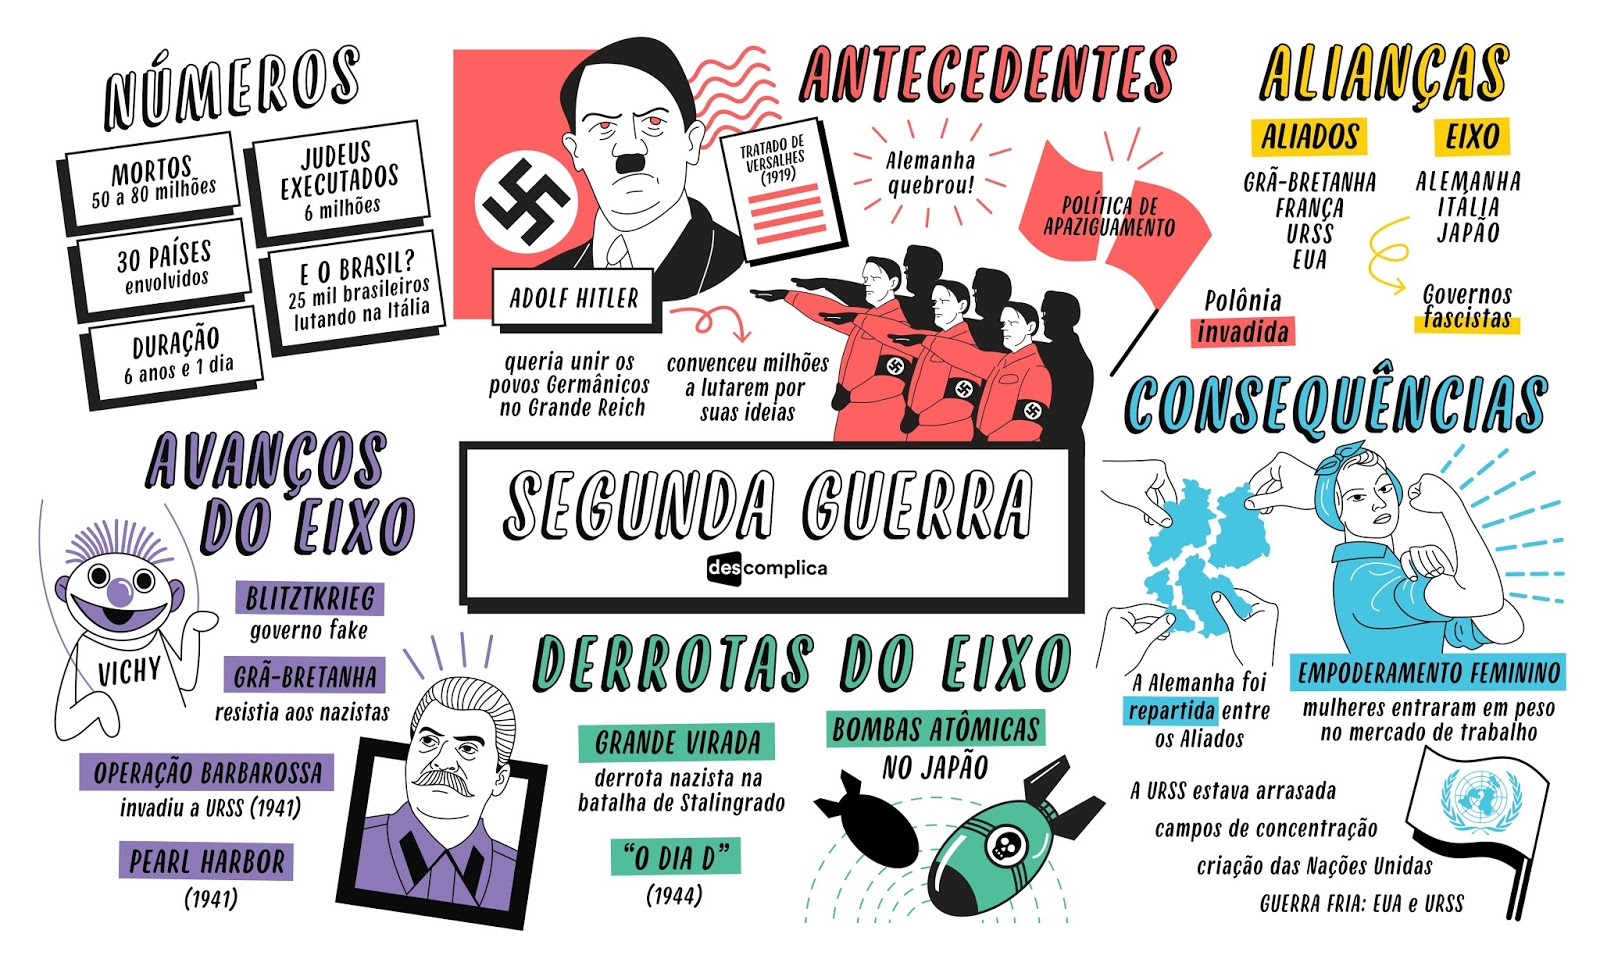 NÚMEROS
MORTOS
50 a 80 milhões
30 PAÍSES
envolvidos
DURAÇÃO
6 anos e 1 dia
JUDEUS
EXECUTADOS
6 milhões
E O BRASIL?
25 mil brasileiros
lutando na Itália
ANTECEDENTES
ADOLF HITLER
queria unir os
povos Germânicos
no Grande Reich
convenceu milhões
a lutarem por
suas ideias
TRATADO DE
VERSALHES
(1919)
Alemanha
quebrou!
POLÍTICA DE
APAZIGUAMENTO
ALIANÇAS
ALIADOS
GRÃ-BRETANHA
FRANÇA
URSS
EUA
EIXO
ALEMANHA
ITÁLIA
JAPÃO
Governos
fascistas
Polônia
invadida
SEGUNDA GUERRA
descomplica
AVANÇOS
DO EIXO
VICHY
BLITZTKRIEG
governo fake
GRÃ-BRETANHA
resistia aos nazistas
OPERAÇÃO BARBAROSSA
invadiu a URSS (1941)
PEARL HARBOR
(1941)
DERROTAS DO EIXO
GRANDE VIRADA
derrota nazista na
batalha de Stalingrado
"O DIA D"
(1944)
BOMBAS ATÔMICAS
NO JAPÃO
CONSEQUÊNCIAS
A Alemanha foi
repartida entre
os Aliados
EMPODERAMENTO FEMININO
mulheres entraram em peso
no mercado de trabalho
A URSS estava arrasada
campos de concentração
criação das Nações Unidas
GUERRA FRIA: EUA e URSS